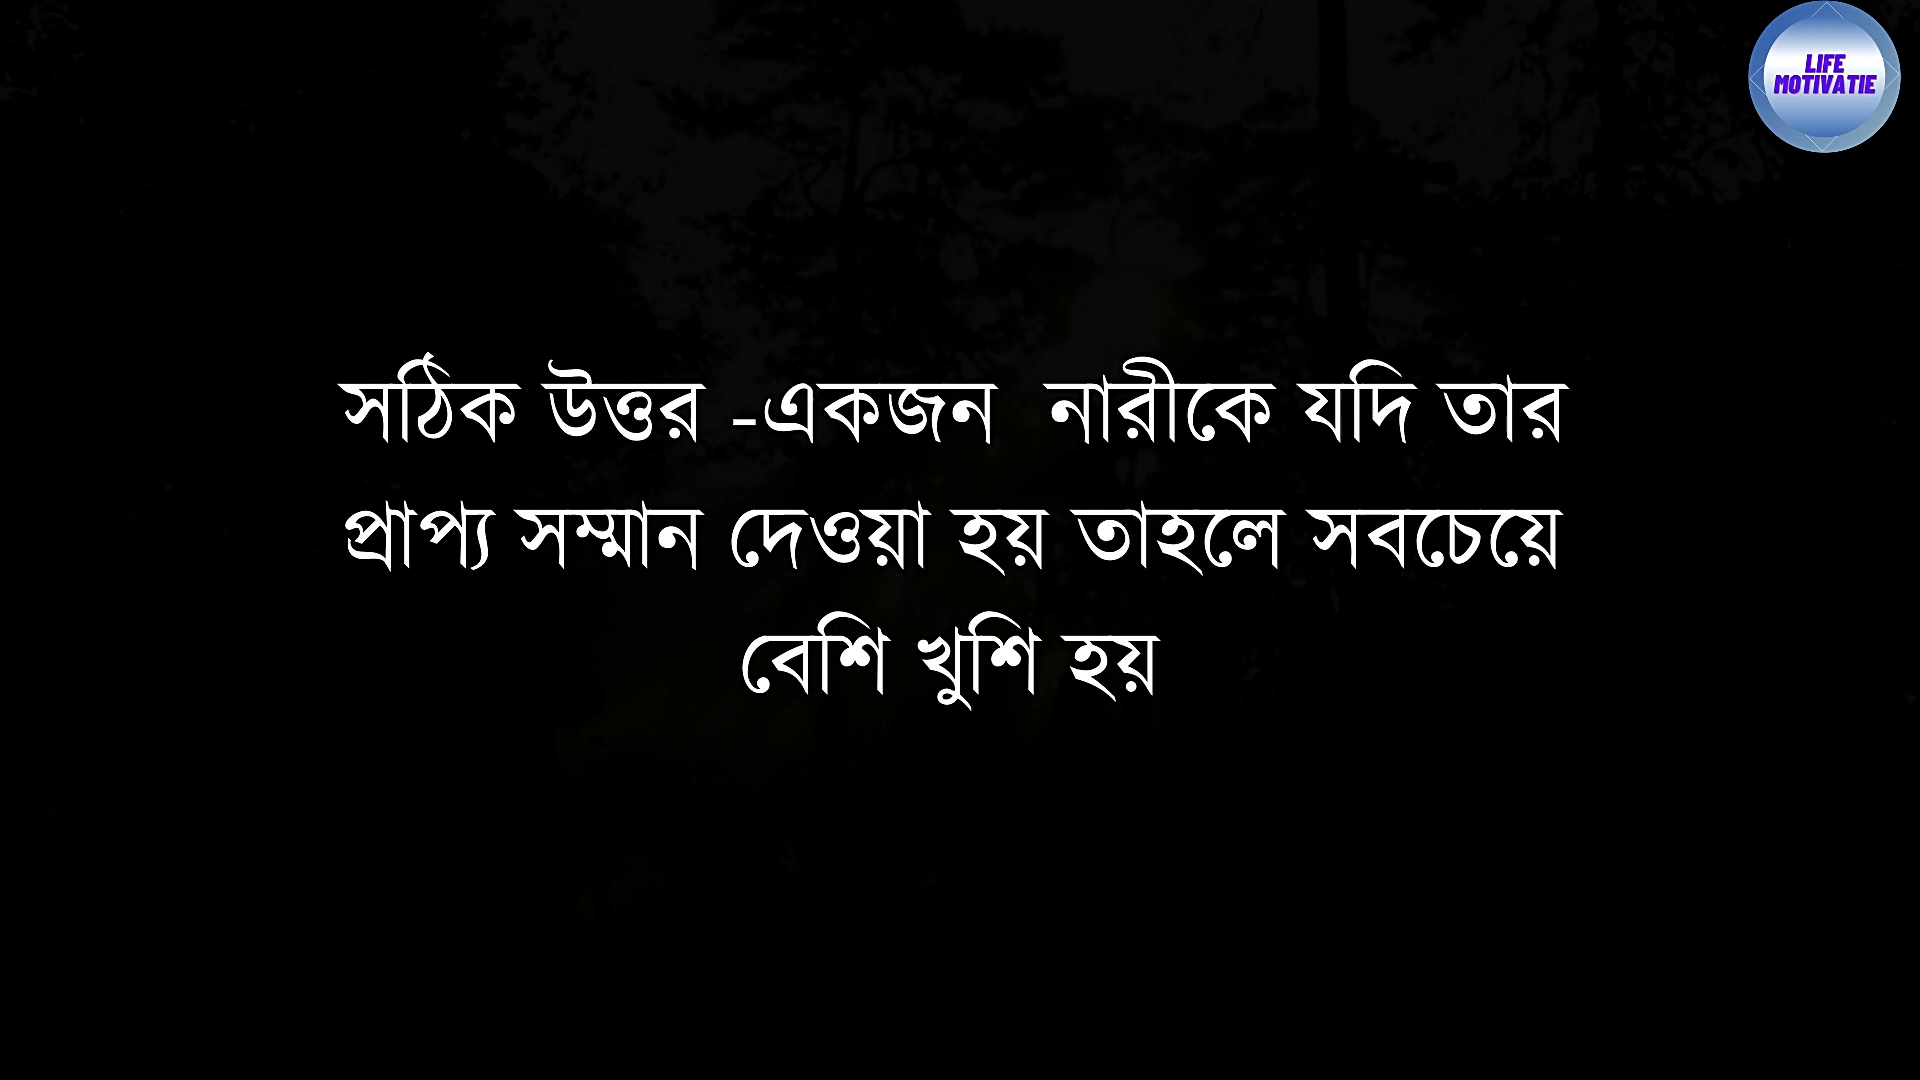 LIFE
MOTIVATIE
সঠিক উত্তর -একজন  নারীকে যদি তার
প্রাপ্য সম্মান দেওয়া হয় তাহলে সবচেয়ে
বেশি খুশি হয়